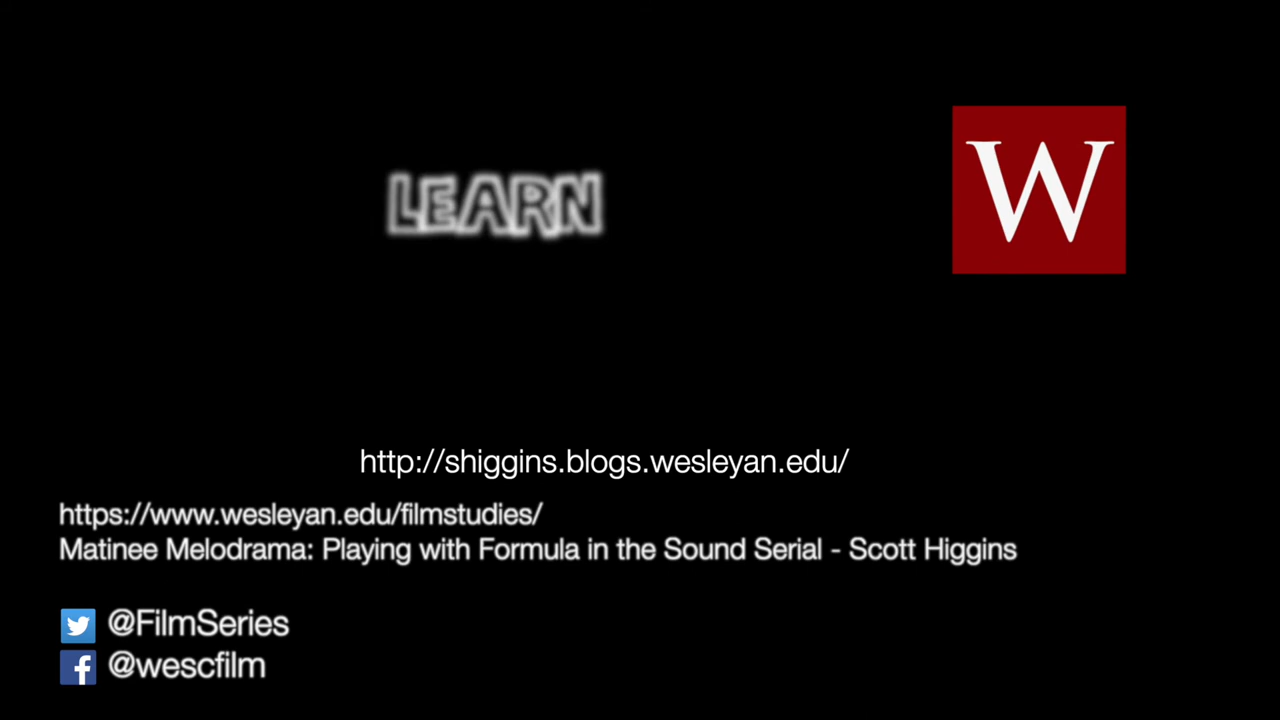 LEARN
W
http://shiggins.blogs.wesleyan.edu/
https://www.wesleyan.edu/filmstudies/
Matinee Melodrama: Playing with Formula in the Sound Serial - Scott Higgins
@FilmSeries
@wescfilm